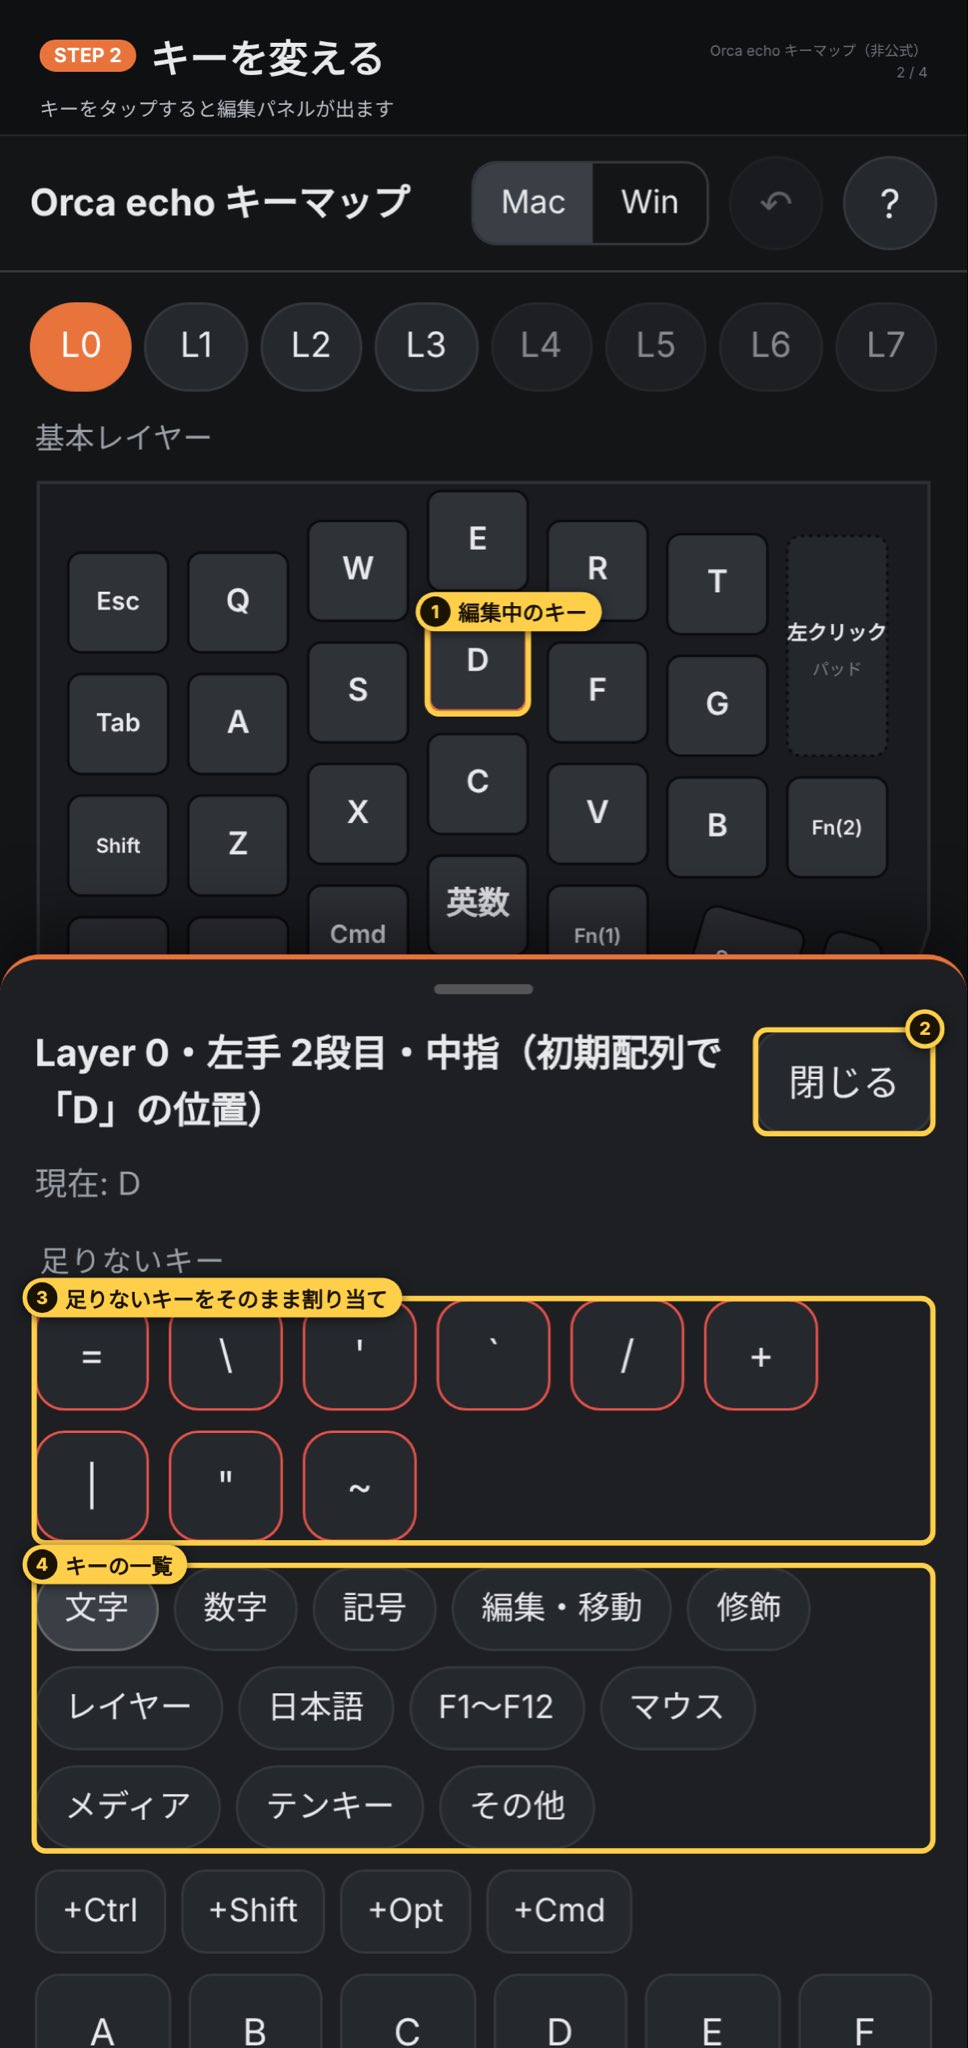 STEP 2 キーを変える
Orca echo キーマップ（非公式）
2 / 4
キーをタップすると編集パネルが出ます
Orca echo キーマップ Mac Win ↶ ?
L0 L1 L2 L3 L4 L5 L6 L7
基本レイヤー
Esc Q W E R T 左クリック
パッド
1 編集中のキー
Tab A S D F G
Shift Z X C V B Fn(2)
Cmd 英数 Fn(1)
Layer 0・左手 2段目・中指（初期配列で
「D」の位置）
2 閉じる
現在: D
足りないキー
3 足りないキーをそのまま割り当て
= \ ' ` / +
| " ~
4 キーの一覧
文字 数字 記号 編集・移動 修飾
レイヤー 日本語 F1〜F12 マウス
メディア テンキー その他
+Ctrl +Shift +Opt +Cmd
A B C D E F